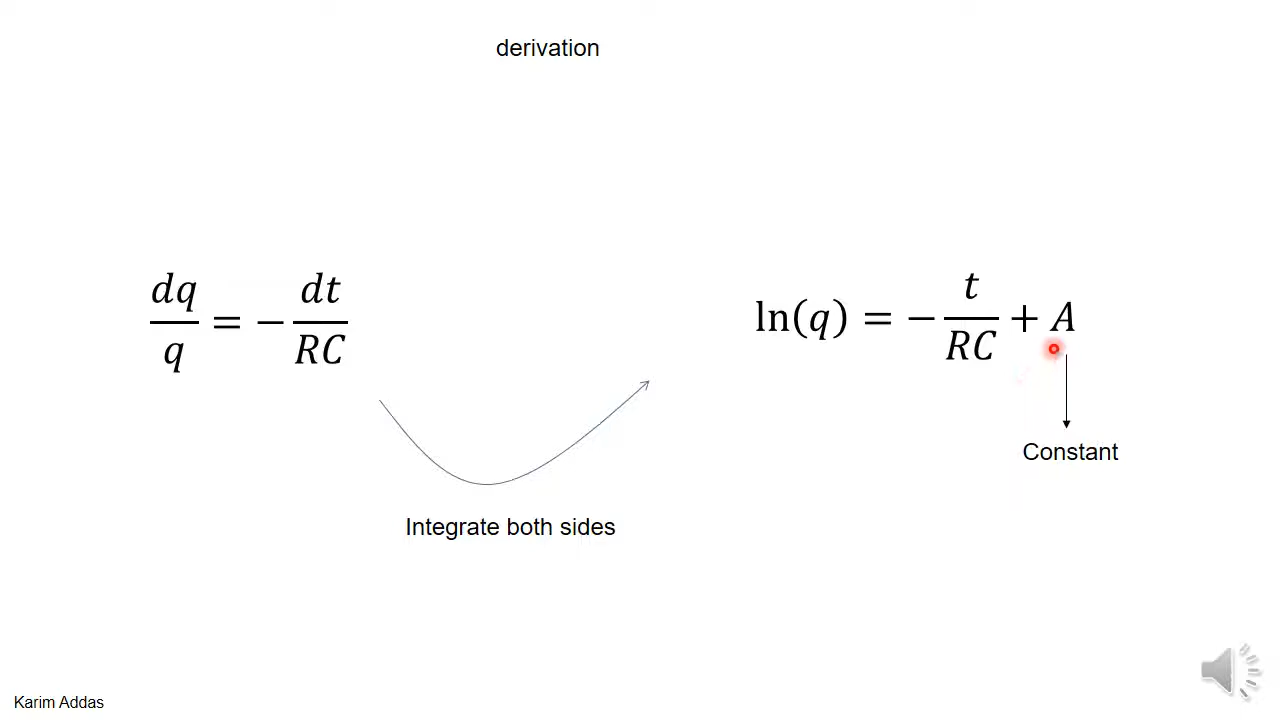 derivation
dq/q = − dt/RC
ln(q) = − t/RC + A
Constant
Integrate both sides
Karim Addas